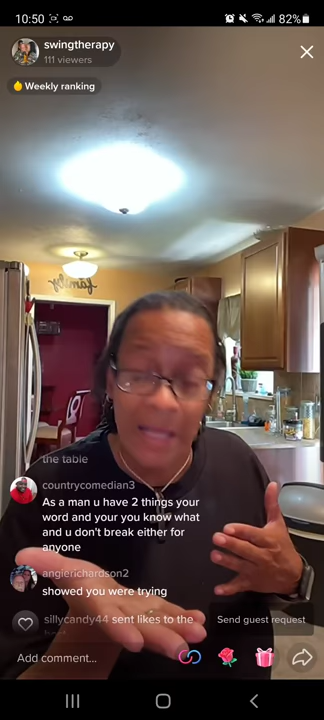 10:50
82%
swingtherapy
111 viewers
Weekly ranking
family
the table
countrycomedian3
As a man u have 2 things your
word and your you know what
and u don't break either for
anyone
angierichardson2
showed you were trying
sillycandy44 sent likes to the
host
Send guest request
Add comment...